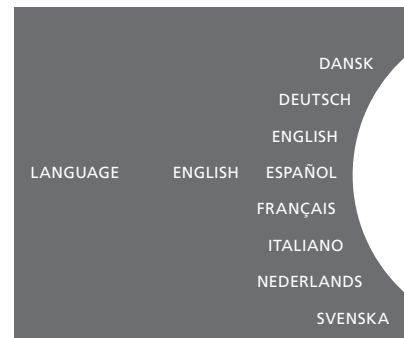 DANSK
DEUTSCH
ENGLISH
LANGUAGE ENGLISH ESPAÑOL
FRANÇAIS
ITALIANO
NEDERLANDS
SVENSKA